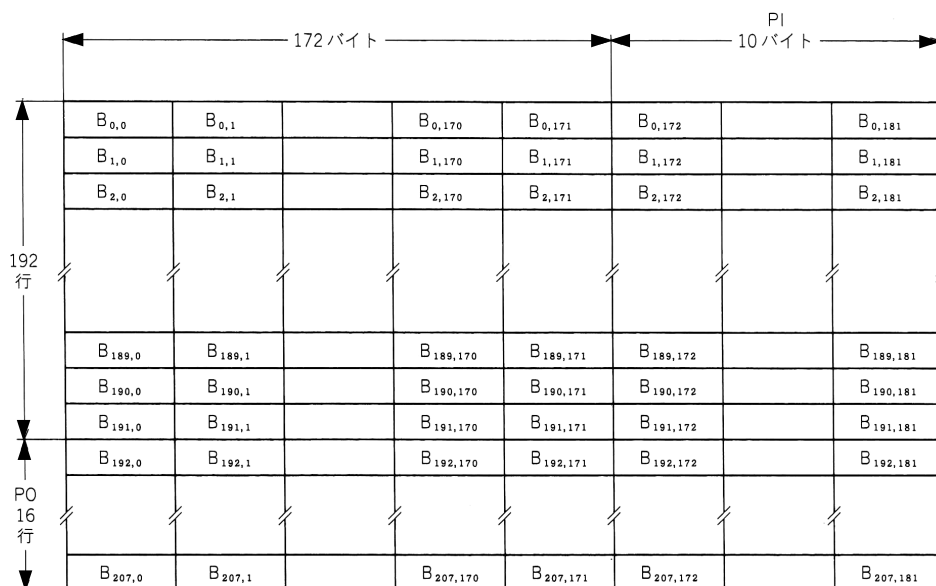 PI
172 バイト 10 バイト
B0,0 B0,1 B0,170 B0,171 B0,172 B0,181
B1,0 B1,1 B1,170 B1,171 B1,172 B1,181
B2,0 B2,1 B2,170 B2,171 B2,172 B2,181
192
行
B189,0 B189,1 B189,170 B189,171 B189,172 B189,181
B190,0 B190,1 B190,170 B190,171 B190,172 B190,181
B191,0 B191,1 B191,170 B191,171 B191,172 B191,181
B192,0 B192,1 B192,170 B192,171 B192,172 B192,181
PO
16
行
B207,0 B207,1 B207,170 B207,171 B207,172 B207,181